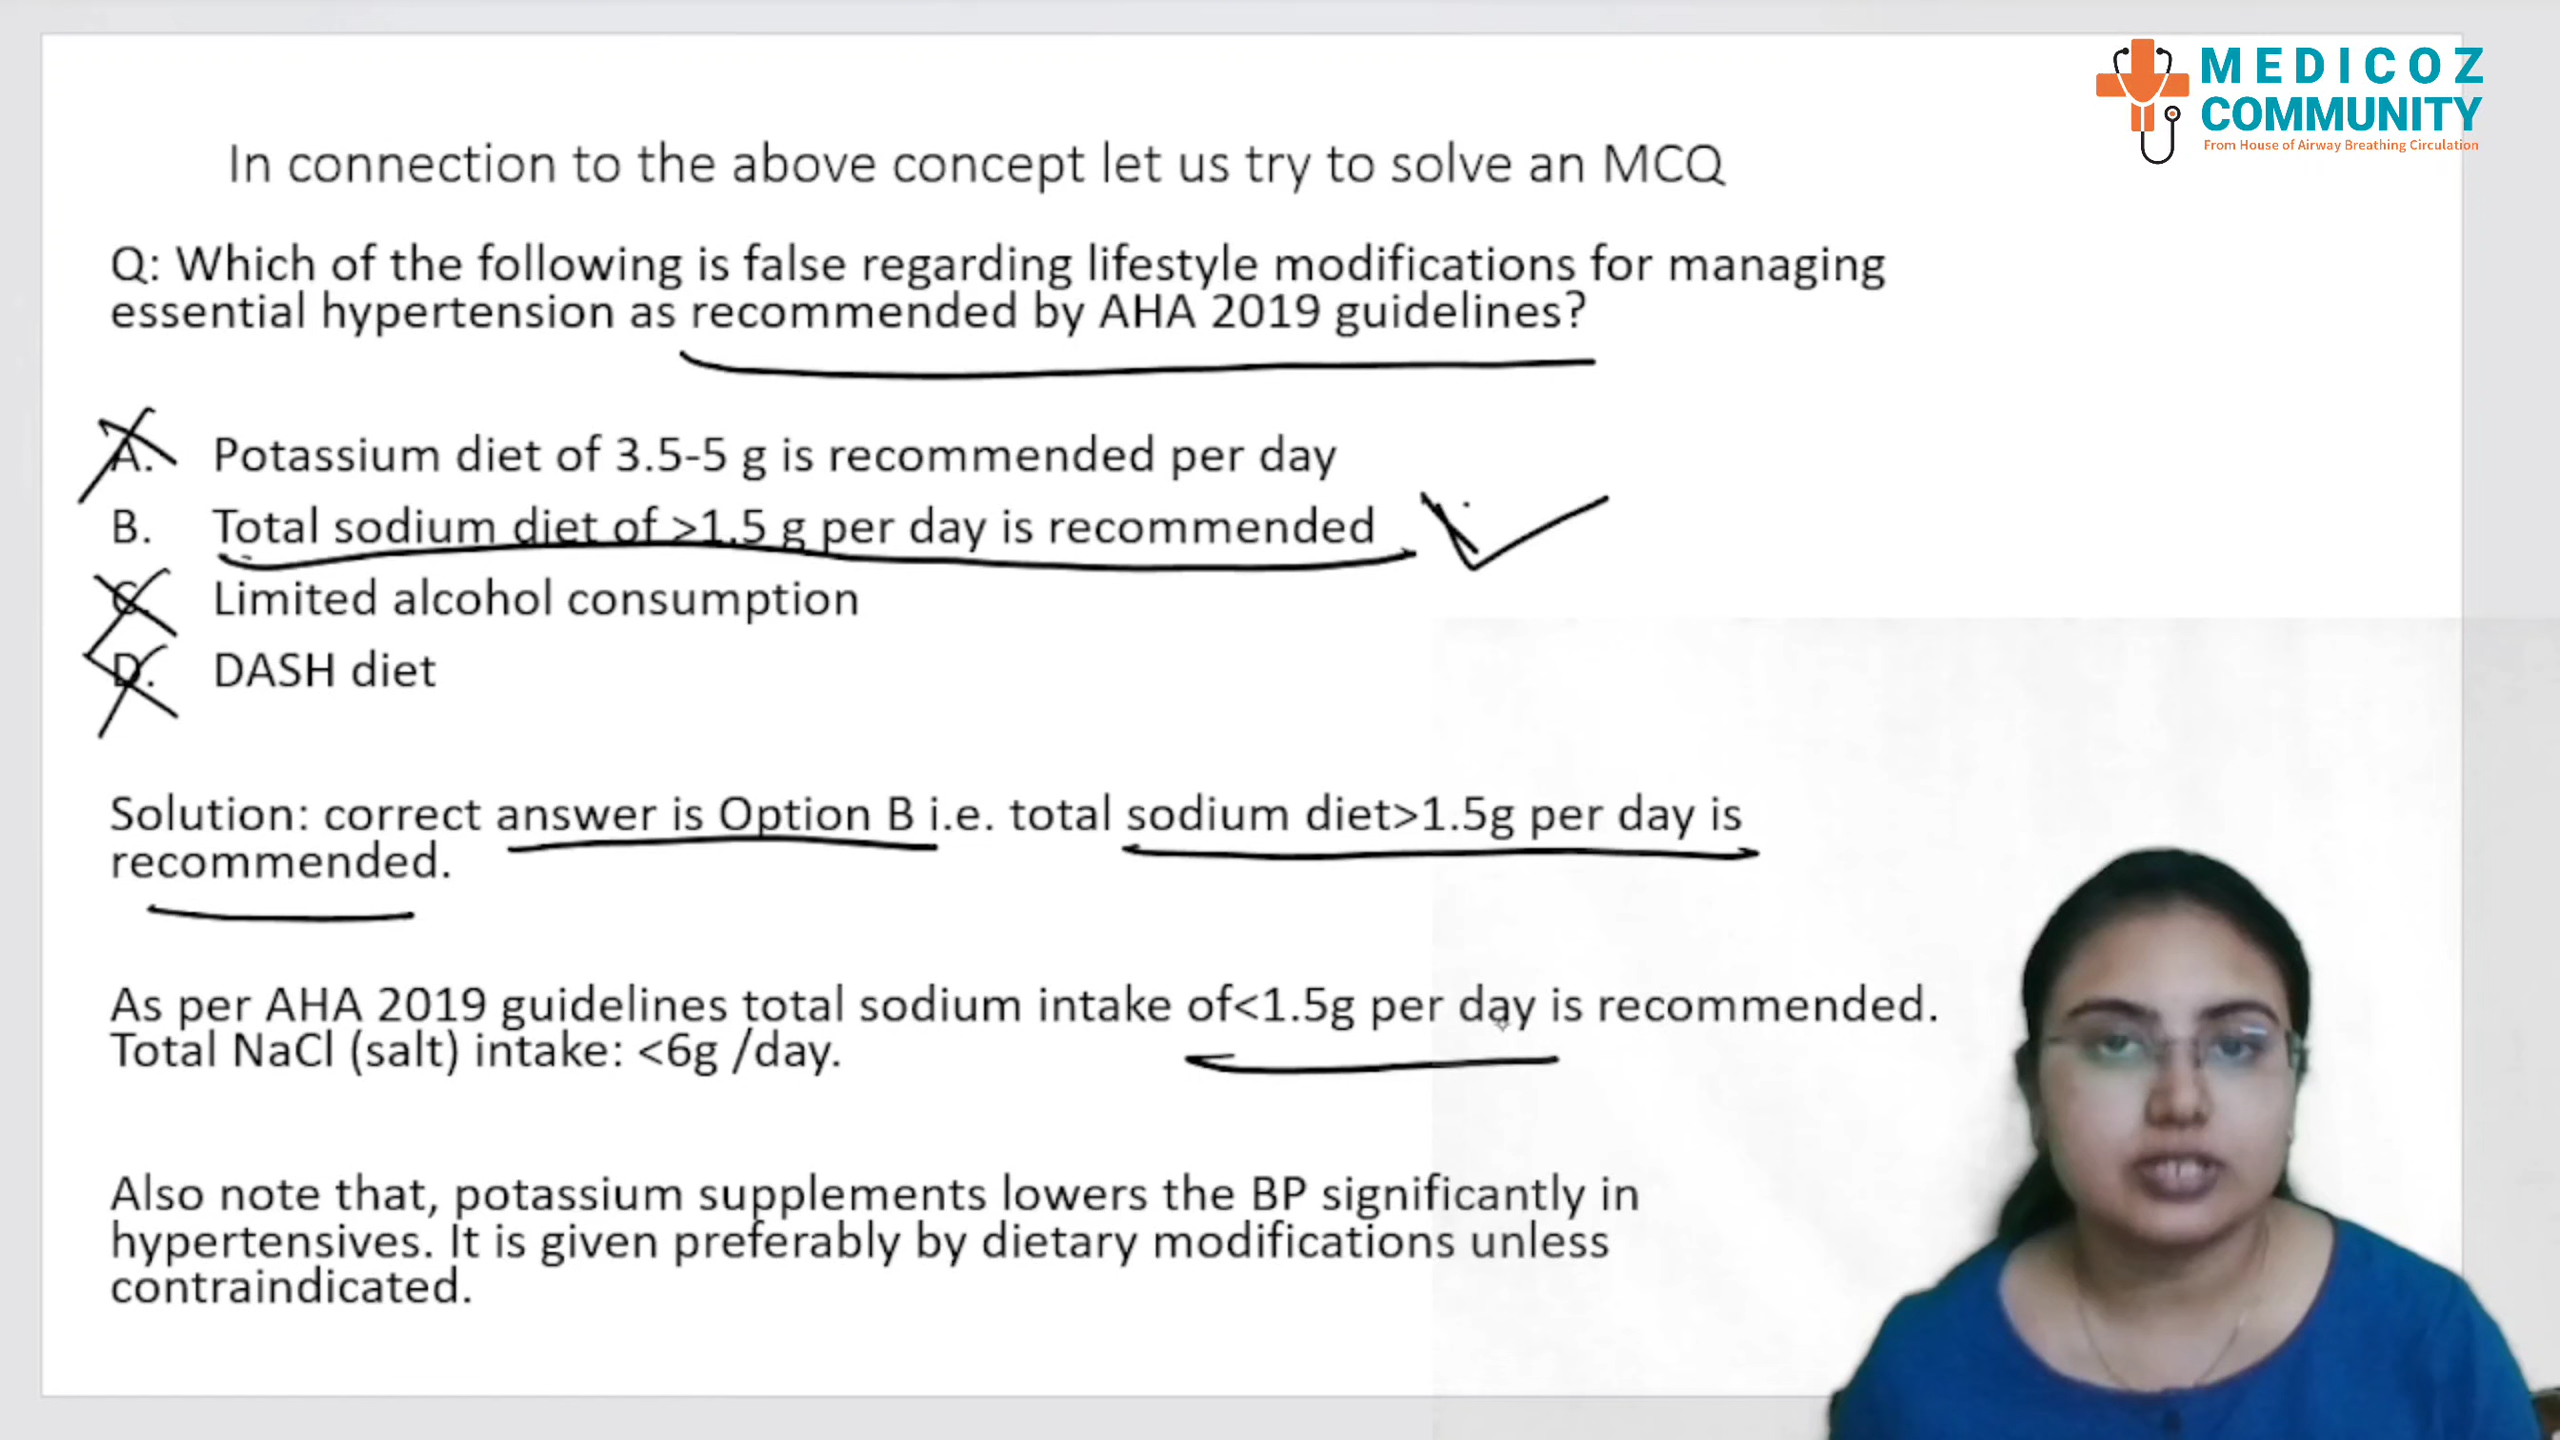 MEDICOZ
COMMUNITY
From House of Airway Breathing Circulation
In connection to the above concept let us try to solve an MCQ
Q: Which of the following is false regarding lifestyle modifications for managing
essential hypertension as recommended by AHA 2019 guidelines?
A. Potassium diet of 3.5-5 g is recommended per day
B. Total sodium diet of >1.5 g per day is recommended
C. Limited alcohol consumption
D. DASH diet
Solution: correct answer is Option B i.e. total sodium diet>1.5g per day is
recommended.
As per AHA 2019 guidelines total sodium intake of<1.5g per day is recommended.
Total NaCl (salt) intake: <6g /day.
Also note that, potassium supplements lowers the BP significantly in
hypertensives. It is given preferably by dietary modifications unless
contraindicated.